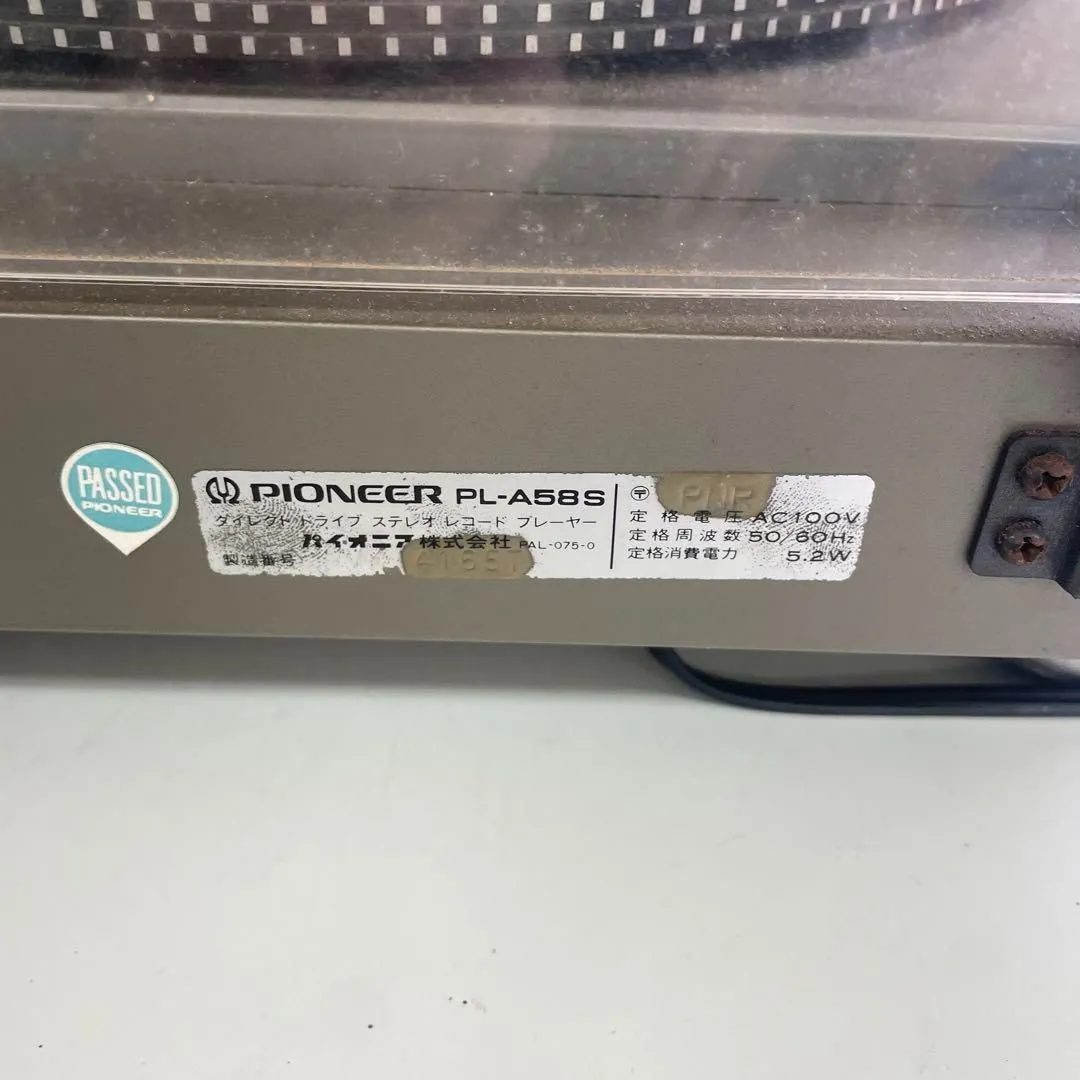 PASSED
PIONEER
PIONEER PL-A58S
ダイレクト ドライブ ステレオ レコード プレーヤー
パイオニア株式会社 PAL-075-0
製造番号
〒
定格電圧 AC100V
定格周波数 50/60Hz
定格消費電力 5.2W